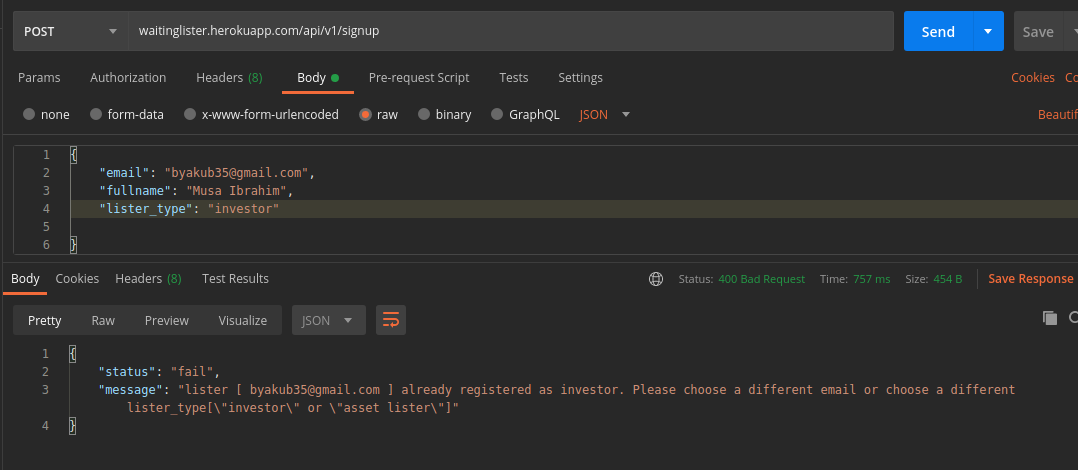 POST waitinglister.herokuapp.com/api/v1/signup Send Save
Params Authorization Headers (8) Body Pre-request Script Tests Settings Cookies
none form-data x-www-form-urlencoded raw binary GraphQL JSON Beautif
1 {
2 "email": "byakub35@gmail.com",
3 "fullname": "Musa Ibrahim",
4 "lister_type": "investor"
5
6 }
Body Cookies Headers (8) Test Results Status: 400 Bad Request Time: 757 ms Size: 454 B Save Response
Pretty Raw Preview Visualize JSON
1 {
2 "status": "fail",
3 "message": "lister [ byakub35@gmail.com ] already registered as investor. Please choose a different email or choose a different
lister_type[\"investor\" or \"asset lister\"]"
4 }